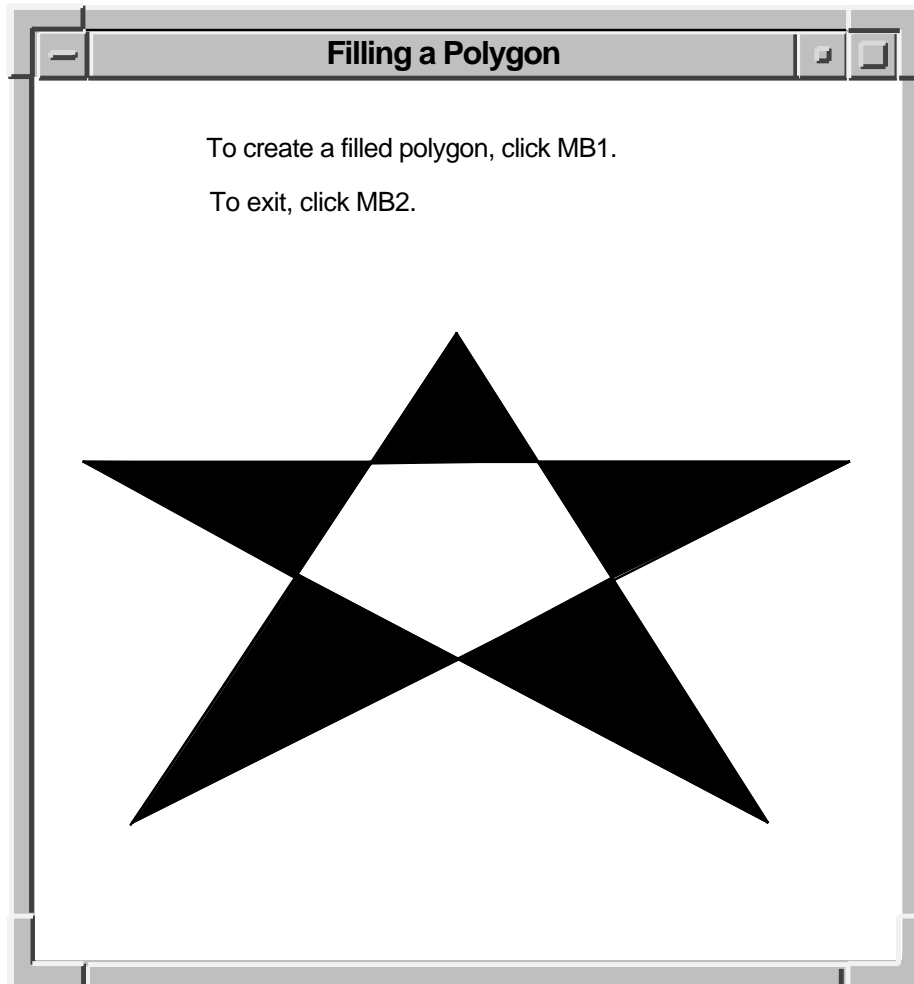 Filling a Polygon
To create a filled polygon, click MB1.
To exit, click MB2.